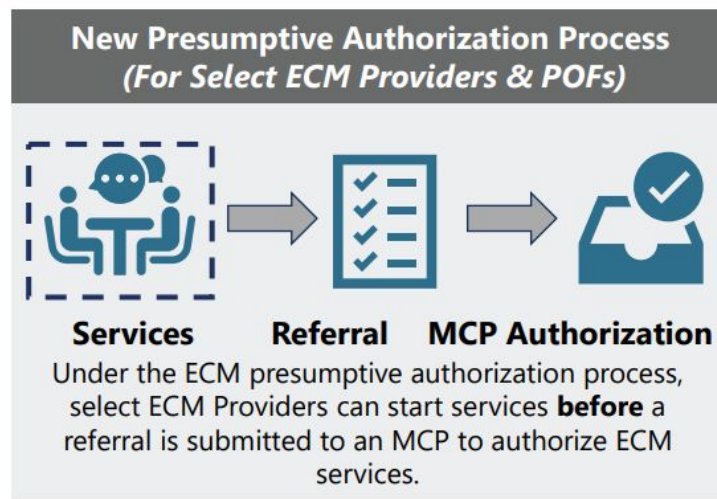 New Presumptive Authorization Process
(For Select ECM Providers & POFs)
Services Referral MCP Authorization
Under the ECM presumptive authorization process,
select ECM Providers can start services before a
referral is submitted to an MCP to authorize ECM
services.